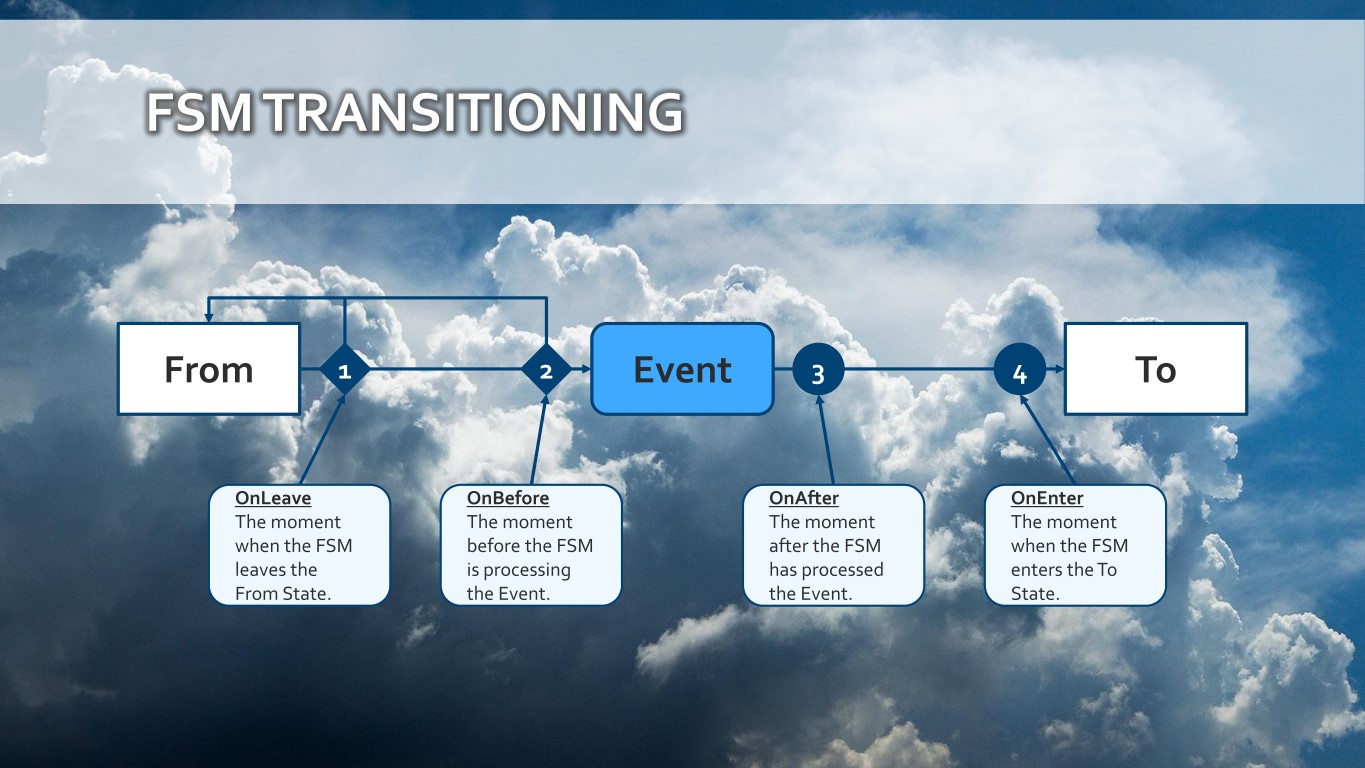 FSM TRANSITIONING
From
1
2
Event
3
4
To
OnLeave
The moment
when the FSM
leaves the
From State.
OnBefore
The moment
before the FSM
is processing
the Event.
OnAfter
The moment
after the FSM
has processed
the Event.
OnEnter
The moment
when the FSM
enters the To
State.